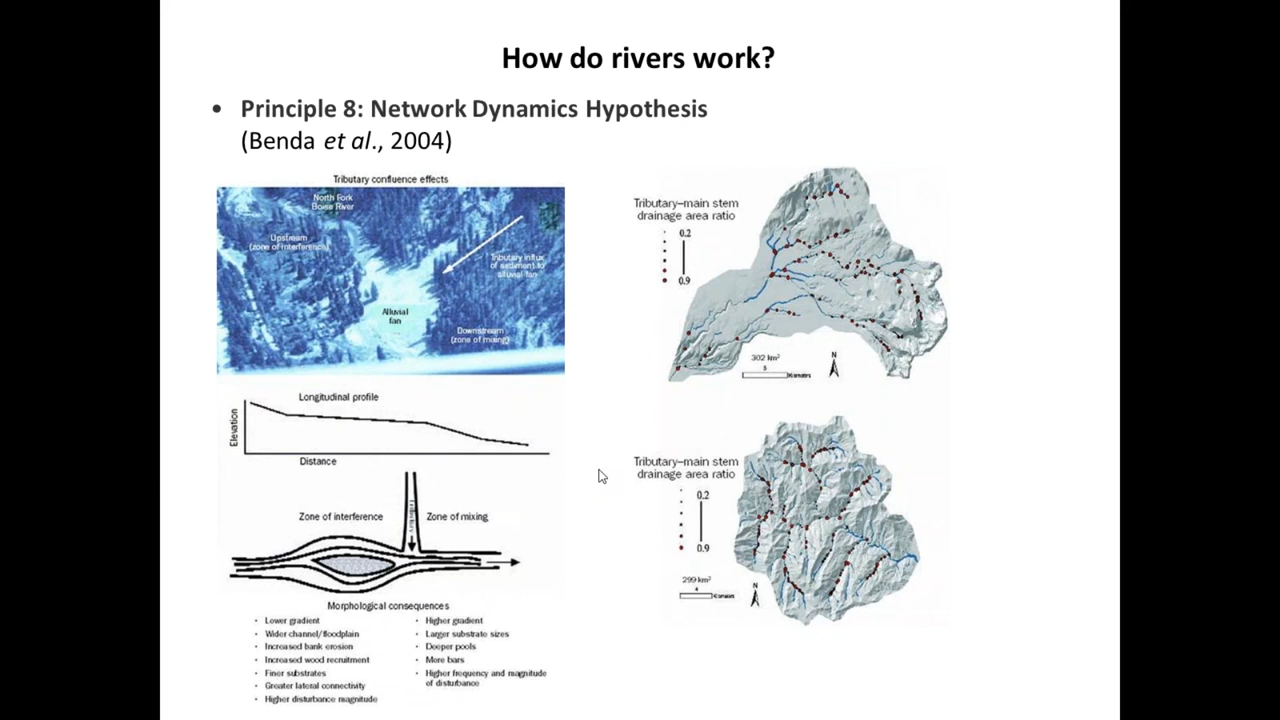 How do rivers work?
• Principle 8: Network Dynamics Hypothesis
(Benda et al., 2004)
Tributary confluence effects
North Fork
Boise River
Upstream
(zone of interference)
Tributary influx
of sediment to
alluvial fan
Alluvial
fan
Downstream
(zone of mixing)
Longitudinal profile
Elevation
Distance
Zone of interference
Zone of mixing
Tributary
Morphological consequences
• Lower gradient
• Wider channel/floodplain
• Increased bank erosion
• Increased wood recruitment
• Finer substrates
• Greater lateral connectivity
• Higher disturbance magnitude
• Higher gradient
• Larger substrate sizes
• Deeper pools
• More bars
• Higher frequency and magnitude
of disturbance
Tributary–main stem
drainage area ratio
0.2
0.9
302 km²
5
Kilometers
N
Tributary–main stem
drainage area ratio
0.2
0.9
299 km²
4
Kilometers
N